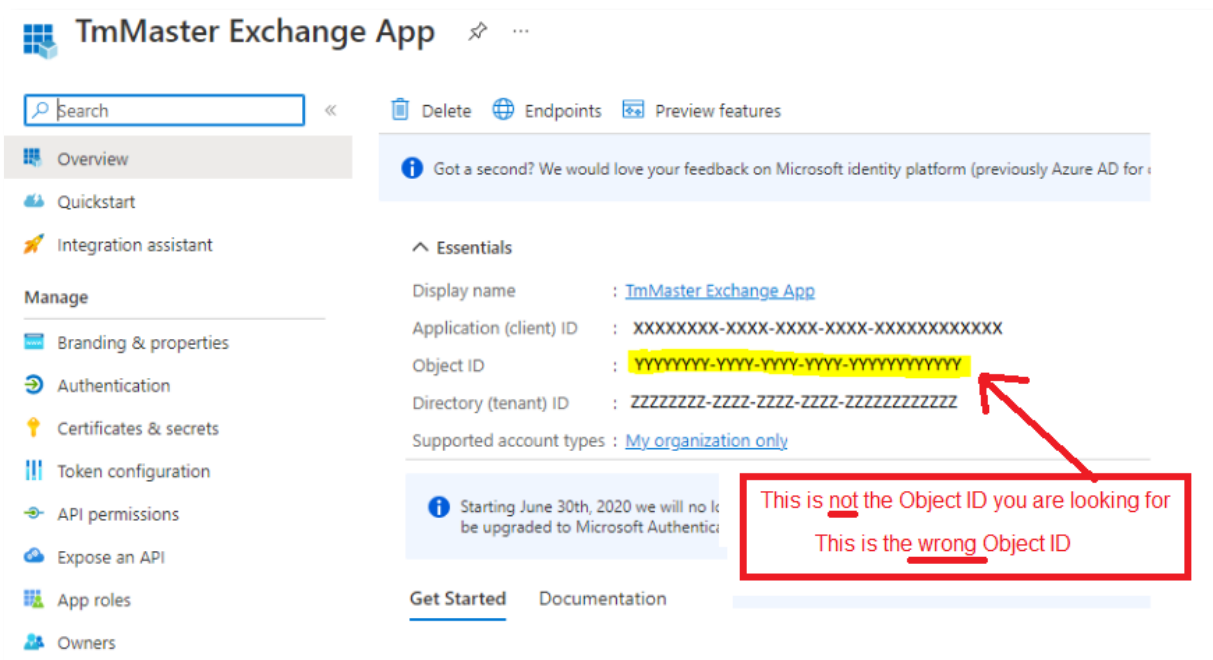 TmMaster Exchange App
Search
Overview
Quickstart
Integration assistant
Manage
Branding & properties
Authentication
Certificates & secrets
Token configuration
API permissions
Expose an API
App roles
Owners
Delete Endpoints Preview features
Got a second? We would love your feedback on Microsoft identity platform (previously Azure AD for
Essentials
Display name : TmMaster Exchange App
Application (client) ID : XXXXXXXX-XXXX-XXXX-XXXX-XXXXXXXXXXXX
Object ID : YYYYYYYY-YYYY-YYYY-YYYY-YYYYYYYYYYYY
Directory (tenant) ID : ZZZZZZZZ-ZZZZ-ZZZZ-ZZZZ-ZZZZZZZZZZZZ
Supported account types : My organization only
Starting June 30th, 2020 we will no
be upgraded to Microsoft
This is not the Object ID you are looking for
This is the wrong Object ID
Get Started Documentation